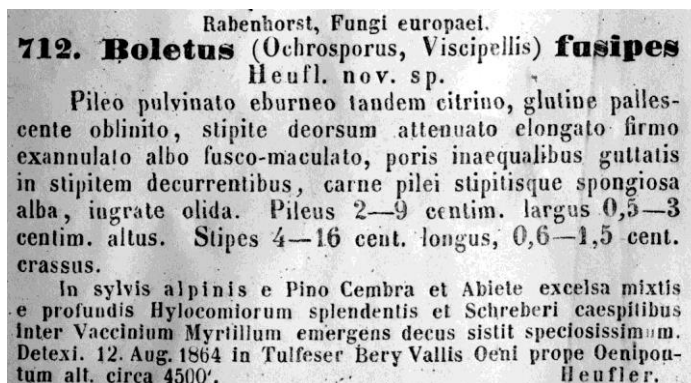 Rabenhorst, Fungi europaei.
712. Boletus (Ochrosporus, Viscipellis) fusipes
Heufl. nov. sp.
Pileo pulvinato eburneo tandem citrino, glutine palles-
cente oblinito, stipite deorsum attenuato elongato firmo
exannulato albo fusco-maculato, poris inaequalibus guttatis
in stipitem decurrentibus, carne pilei stipitisque spongiosa
alba, iugrate olida. Pileus 2—9 centim. largus 0,5—3
centim. altus. Stipes 4—16 cent. longus, 0,6—1,5 cent.
crassus.
In sylvis alpinis e Pino Cembra et Abiete excelsa mixtis
e profundis Hylocomiorum splendentis et Schreberi caespitibus
inter Vaccinium Myrtillum emergens decus sistit speciosissimum.
Detexi. 12. Aug. 1864 in Tulfeser Bery Vallis Oeni prope Oenipon-
tum alt. circa 4500'. Heufler.